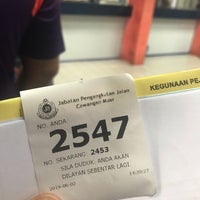 Jabatan Pengangkutan Jalan
Cawangan Miri
NO. ANDA
2547
NO. SEKARANG 2453
SILA DUDUK, ANDA AKAN
DILAYAN SEBENTAR LAGI
KEGUNAAN PE